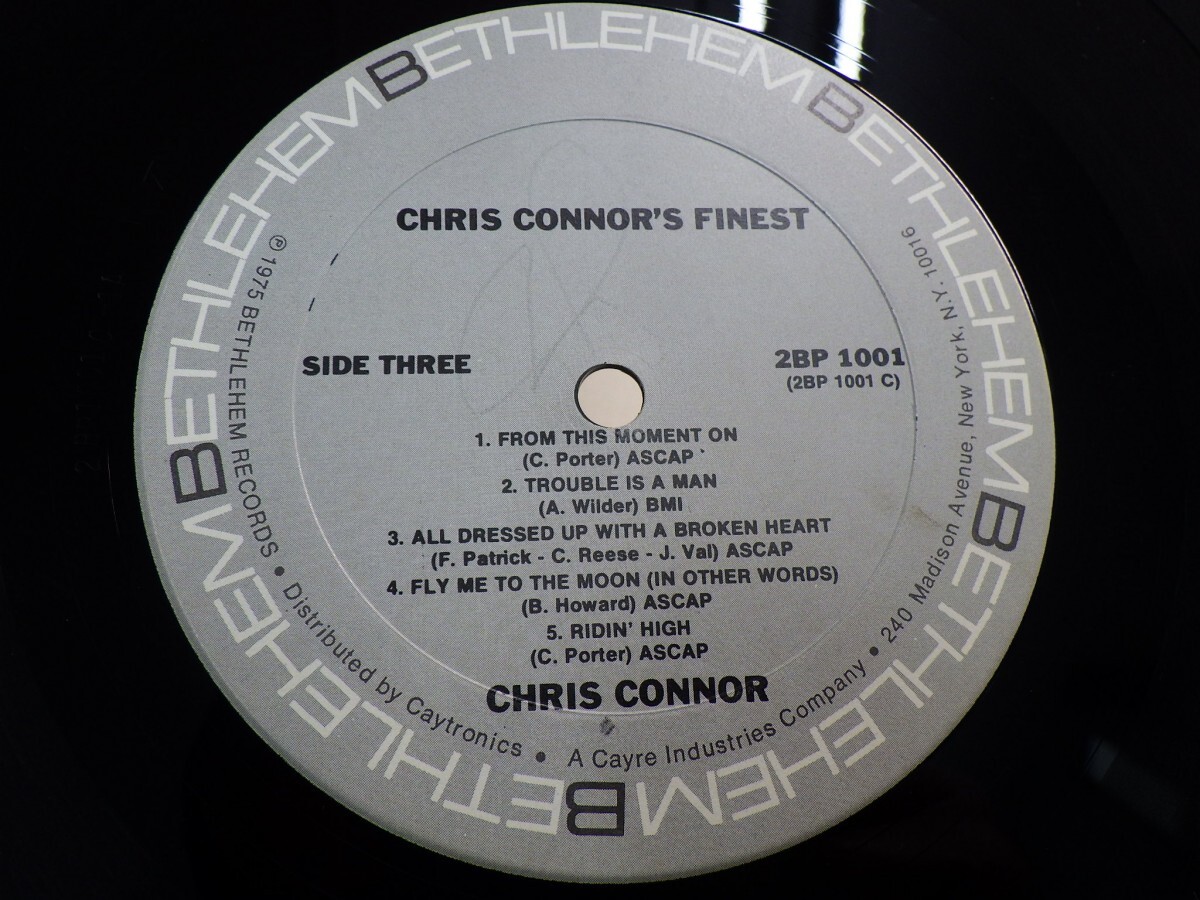 BETHLEHEM BETHLEHEM BETHLEHEM BETHLEHEM BETHLEHEM BETHLEHEM BETHLEHEM
CHRIS CONNOR'S FINEST
SIDE THREE
2BP 1001
(2BP 1001 C)
1. FROM THIS MOMENT ON
(C. Porter) ASCAP
2. TROUBLE IS A MAN
(A. Wilder) BMI
3. ALL DRESSED UP WITH A BROKEN HEART
(F. Patrick - C. Reese - J. Val) ASCAP
4. FLY ME TO THE MOON (IN OTHER WORDS)
(B. Howard) ASCAP
5. RIDIN' HIGH
(C. Porter) ASCAP
CHRIS CONNOR
℗ 1975 BETHLEHEM RECORDS • Distributed by Caytronics • A Cayre Industries Company • 240 Madison Avenue, New York, N.Y. 10016